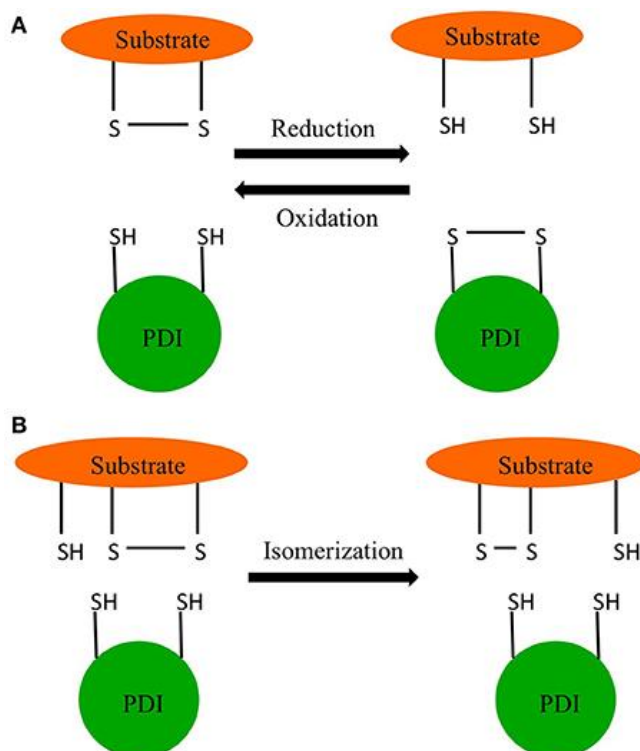 A
Substrate
Substrate
S S
SH SH
Reduction
Oxidation
SH SH
S S
PDI
PDI
B
Substrate
Substrate
SH S S
S S SH
Isomerization
SH SH
SH SH
PDI
PDI